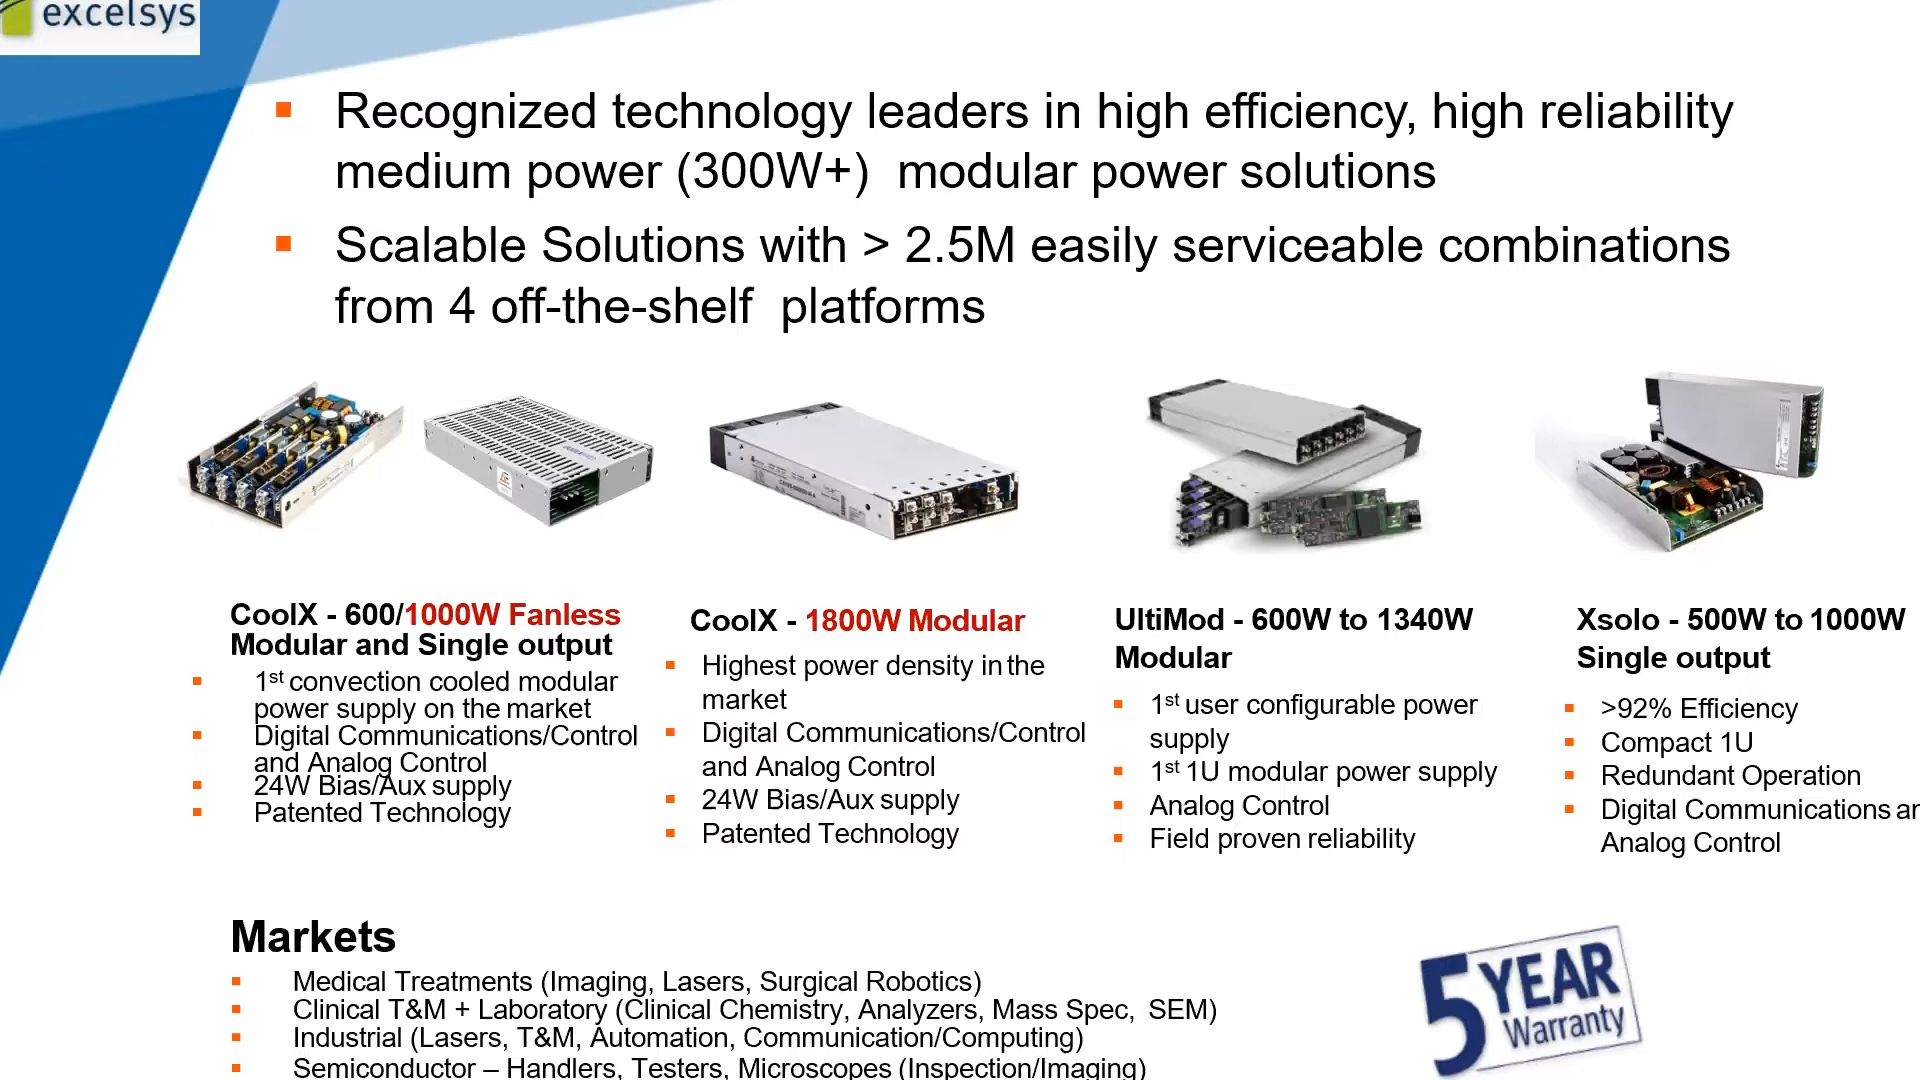 excelsys
Recognized technology leaders in high efficiency, high reliability
medium power (300W+) modular power solutions
Scalable Solutions with > 2.5M easily serviceable combinations
from 4 off-the-shelf platforms
CoolX - 600/1000W Fanless
Modular and Single output
1st convection cooled modular
power supply on the market
Digital Communications/Control
and Analog Control
24W Bias/Aux supply
Patented Technology
CoolX - 1800W Modular
Highest power density in the
market
Digital Communications/Control
and Analog Control
24W Bias/Aux supply
Patented Technology
UltiMod - 600W to 1340W
Modular
1st user configurable power
supply
1st 1U modular power supply
Analog Control
Field proven reliability
Xsolo - 500W to 1000W
Single output
>92% Efficiency
Compact 1U
Redundant Operation
Digital Communications ar
Analog Control
Markets
Medical Treatments (Imaging, Lasers, Surgical Robotics)
Clinical T&M + Laboratory (Clinical Chemistry, Analyzers, Mass Spec, SEM)
Industrial (Lasers, T&M, Automation, Communication/Computing)
Semiconductor – Handlers, Testers, Microscopes (Inspection/Imaging)
5 YEAR
Warranty